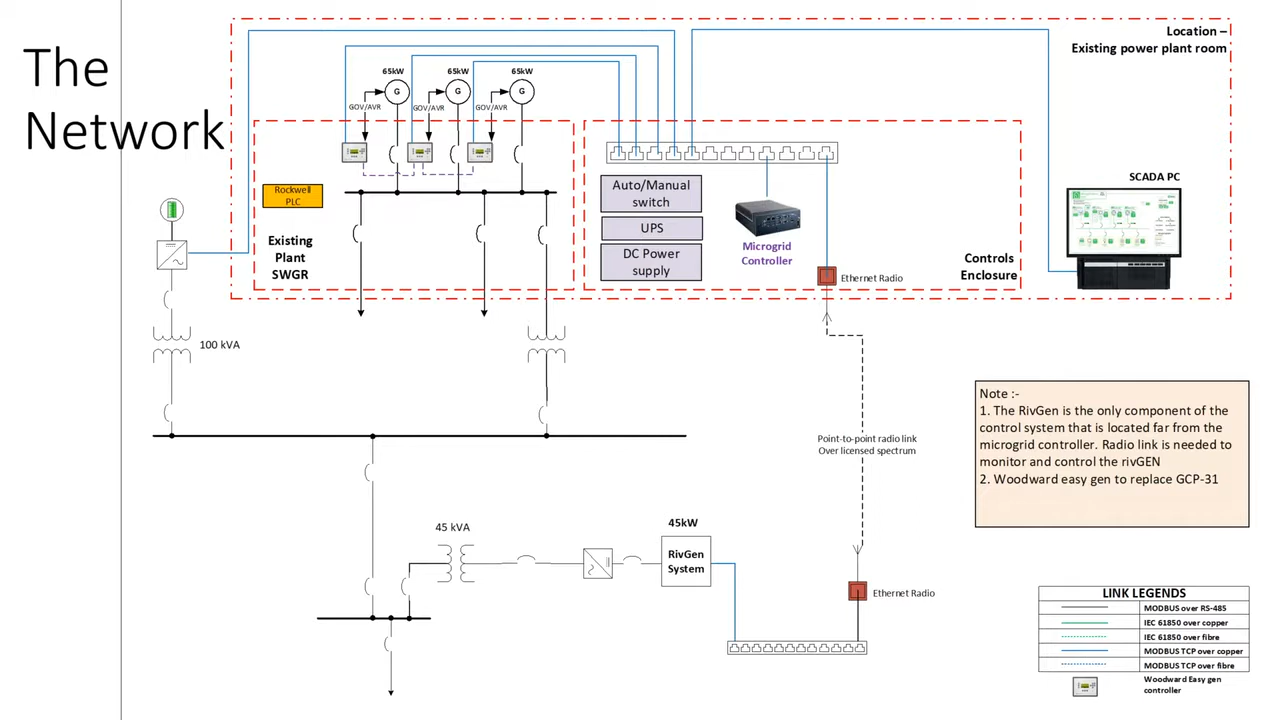 The
Network
Location –
Existing power plant room
65kW
65kW
65kW
G
G
G
GOV/AVR
GOV/AVR
GOV/AVR
Rockwell
PLC
Existing
Plant
SWGR
Auto/Manual
switch
UPS
DC Power
supply
Microgrid
Controller
Controls
Enclosure
Ethernet Radio
SCADA PC
100 kVA
Point-to-point radio link
Over licensed spectrum
Note :-
1. The RivGen is the only component of the
control system that is located far from the
microgrid controller. Radio link is needed to
monitor and control the rivGEN
2. Woodward easy gen to replace GCP-31
45 kVA
45kW
RivGen
System
Ethernet Radio
LINK LEGENDS
MODBUS over RS-485
IEC 61850 over copper
IEC 61850 over fibre
MODBUS TCP over copper
MODBUS TCP over fibre
Woodward Easy gen
controller